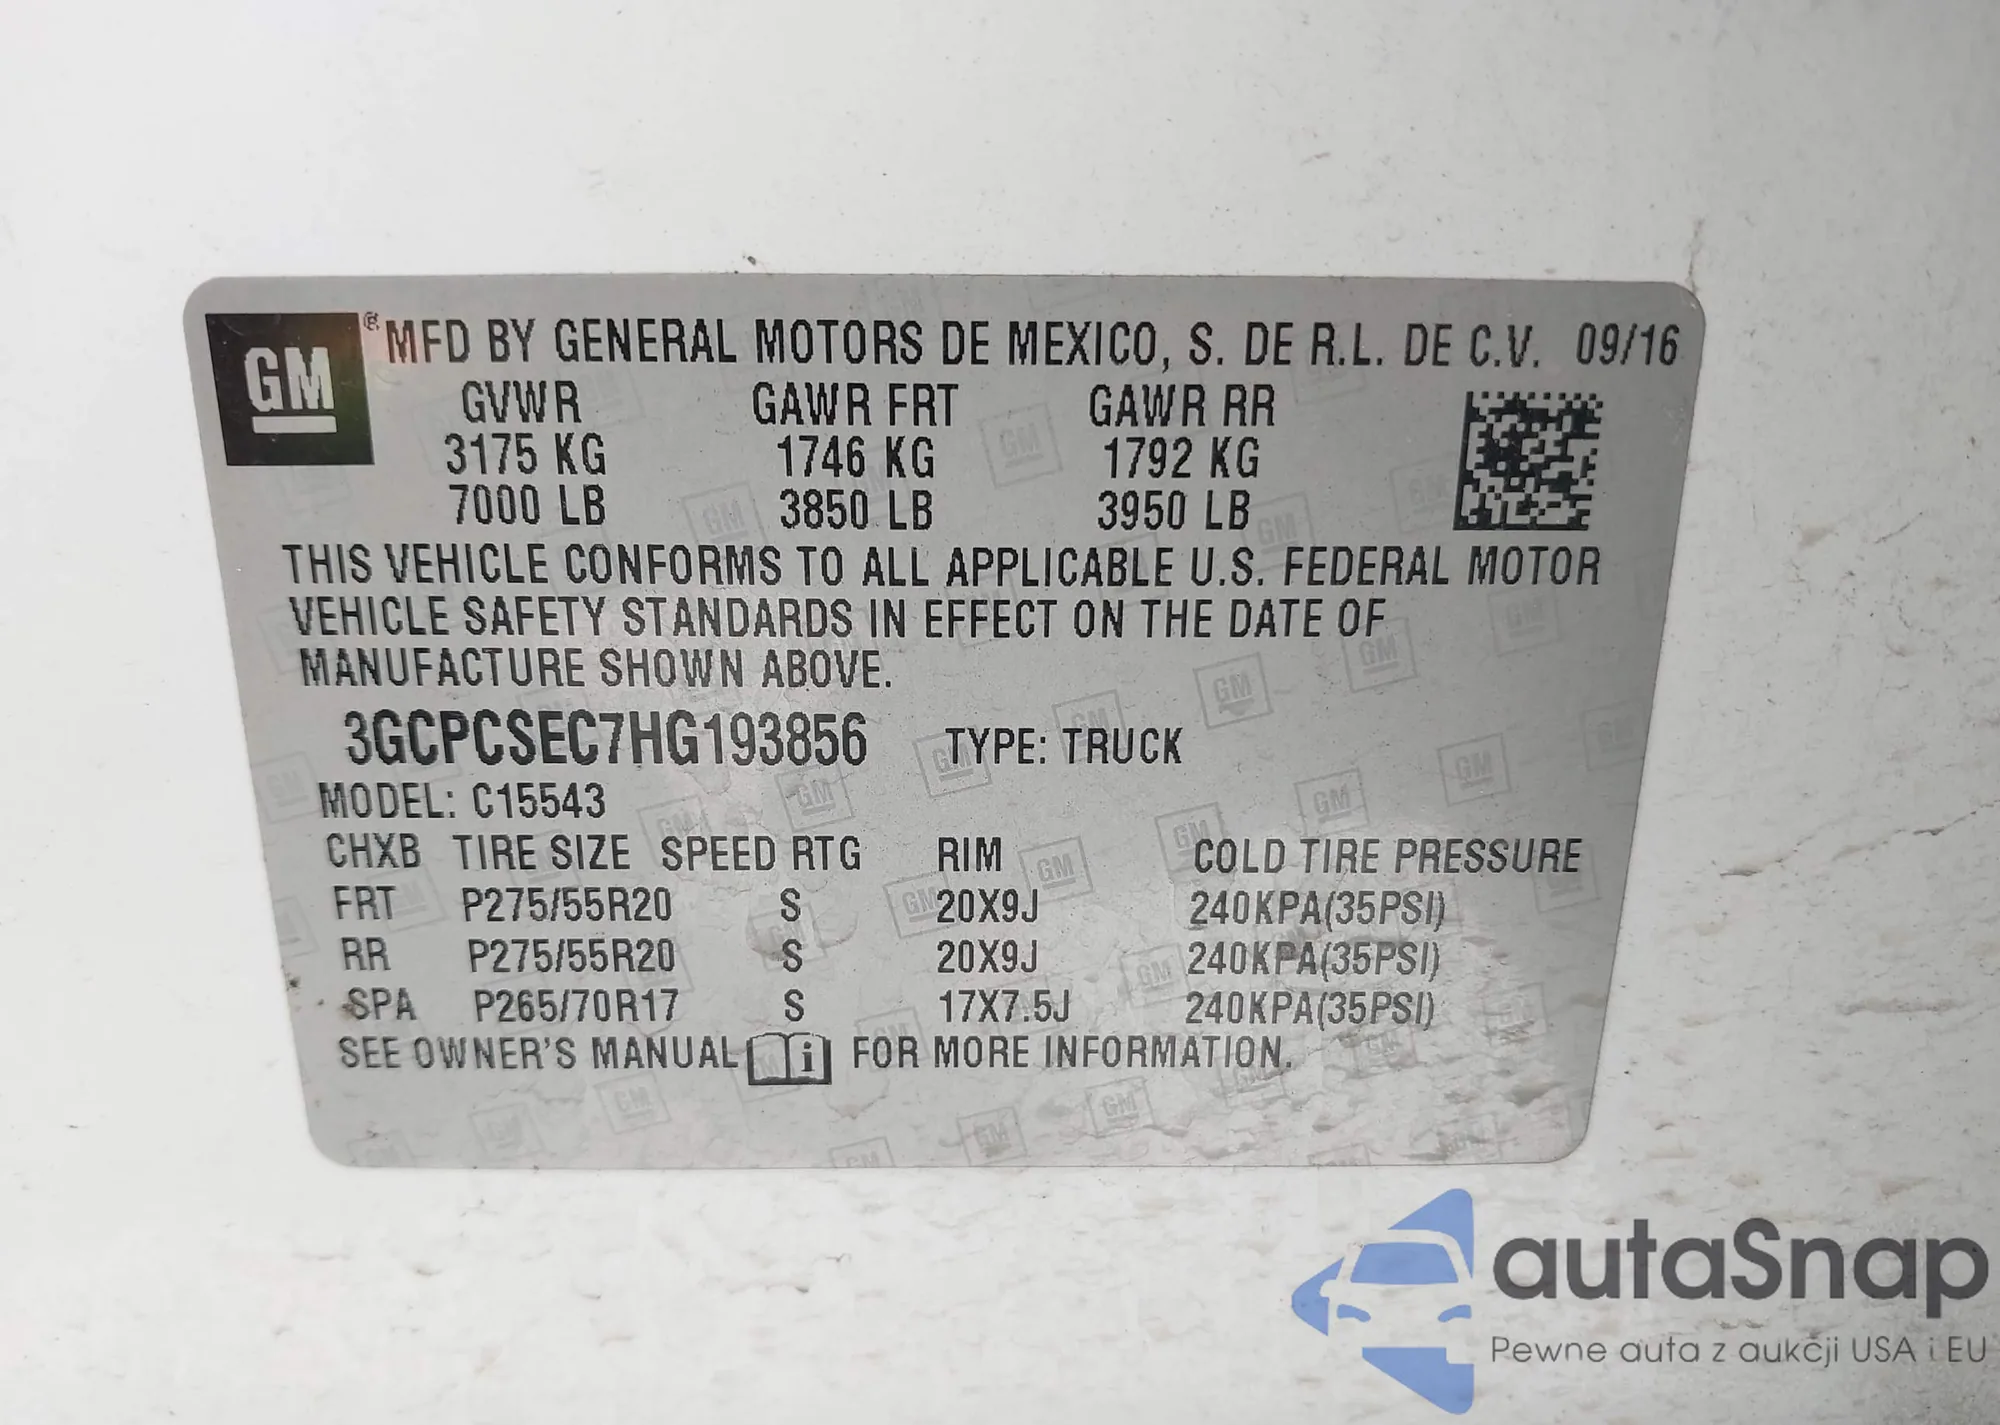 GM ® MFD BY GENERAL MOTORS DE MEXICO, S. DE R.L. DE C.V. 09/16
GVWR GAWR FRT GAWR RR
3175 KG 1746 KG 1792 KG
7000 LB 3850 LB 3950 LB
THIS VEHICLE CONFORMS TO ALL APPLICABLE U.S. FEDERAL MOTOR
VEHICLE SAFETY STANDARDS IN EFFECT ON THE DATE OF
MANUFACTURE SHOWN ABOVE.
3GCPCSEC7HG193856 TYPE: TRUCK
MODEL: C15543
CHXB TIRE SIZE SPEED RTG RIM COLD TIRE PRESSURE
FRT P275/55R20 S 20X9J 240KPA(35PSI)
RR P275/55R20 S 20X9J 240KPA(35PSI)
SPA P265/70R17 S 17X7.5J 240KPA(35PSI)
SEE OWNER'S MANUAL i FOR MORE INFORMATION.
autaSnap
Pewne auta z aukcji USA i EU